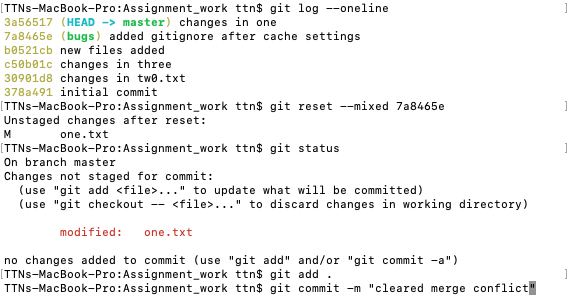 TTNs-MacBook-Pro:Assignment_work ttn$ git log --oneline
3a56517 (HEAD -> master) changes in one
7a8465e (bugs) added gitignore after cache settings
b0521cb new files added
c50b01c changes in three
30901d8 changes in tw0.txt
378a491 initial commit
TTNs-MacBook-Pro:Assignment_work ttn$ git reset --mixed 7a8465e
Unstaged changes after reset:
M       one.txt
TTNs-MacBook-Pro:Assignment_work ttn$ git status
On branch master
Changes not staged for commit:
  (use "git add <file>..." to update what will be committed)
  (use "git checkout -- <file>..." to discard changes in working directory)
        modified:   one.txt
no changes added to commit (use "git add" and/or "git commit -a")
TTNs-MacBook-Pro:Assignment_work ttn$ git add .
TTNs-MacBook-Pro:Assignment_work ttn$ git commit -m "cleared merge conflict"